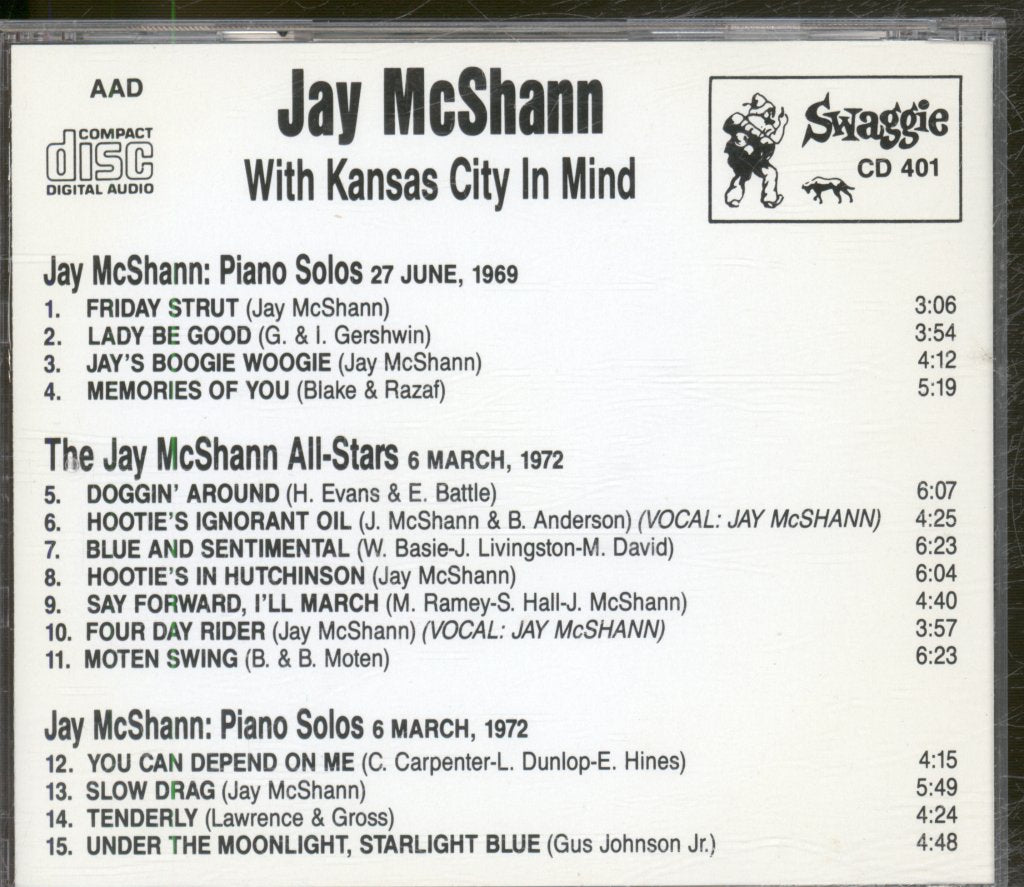 AAD
COMPACT
disc
DIGITAL AUDIO
Jay McShann
With Kansas City In Mind
Swaggie
CD 401
Jay McShann: Piano Solos 27 JUNE, 1969
1. FRIDAY STRUT (Jay McShann) 3:06
2. LADY BE GOOD (G. & I. Gershwin) 3:54
3. JAY'S BOOGIE WOOGIE (Jay McShann) 4:12
4. MEMORIES OF YOU (Blake & Razaf) 5:19
The Jay McShann All-Stars 6 MARCH, 1972
5. DOGGIN' AROUND (H. Evans & E. Battle) 6:07
6. HOOTIE'S IGNORANT OIL (J. McShann & B. Anderson) (VOCAL: JAY McSHANN) 4:25
7. BLUE AND SENTIMENTAL (W. Basie-J. Livingston-M. David) 6:23
8. HOOTIE'S IN HUTCHINSON (Jay McShann) 6:04
9. SAY FORWARD, I'LL MARCH (M. Ramey-S. Hall-J. McShann) 4:40
10. FOUR DAY RIDER (Jay McShann) (VOCAL: JAY McSHANN) 3:57
11. MOTEN SWING (B. & B. Moten) 6:23
Jay McShann: Piano Solos 6 MARCH, 1972
12. YOU CAN DEPEND ON ME (C. Carpenter-L. Dunlop-E. Hines) 4:15
13. SLOW DRAG (Jay McShann) 5:49
14. TENDERLY (Lawrence & Gross) 4:24
15. UNDER THE MOONLIGHT, STARLIGHT BLUE (Gus Johnson Jr.) 4:48